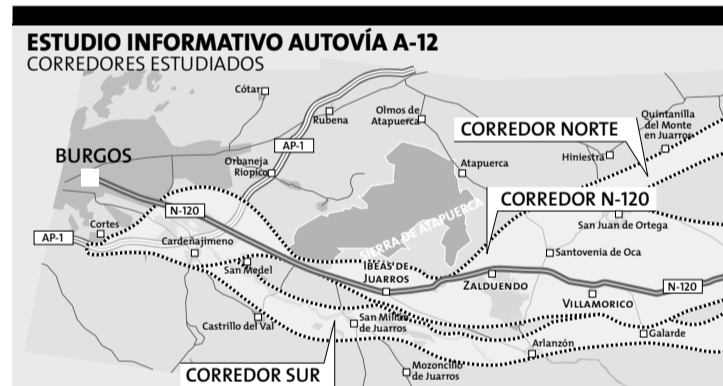 ESTUDIO INFORMATIVO AUTOVÍA A-12
CORREDORES ESTUDIADOS
Cótar
Rubena
Olmos de
Atapuerca
Quintanilla
del Monte
en Juarros
CORREDOR NORTE
AP-1
BURGOS
Orbaneja
Riopico
Atapuerca
Hiniestra
CORREDOR N-120
N-120
SIERRA DE ATAPUERCA
San Juan de Ortega
Cortes
AP-1
Cardeñajimeno
Santovenia de Oca
San Medel
IBEAS DE
JUARROS
ZALDUENDO
VILLAMORICO
N-120
Castrillo del Val
San Millán
de Juarros
Galarde
Arlanzón
CORREDOR SUR
Mozoncillo
de Juarros